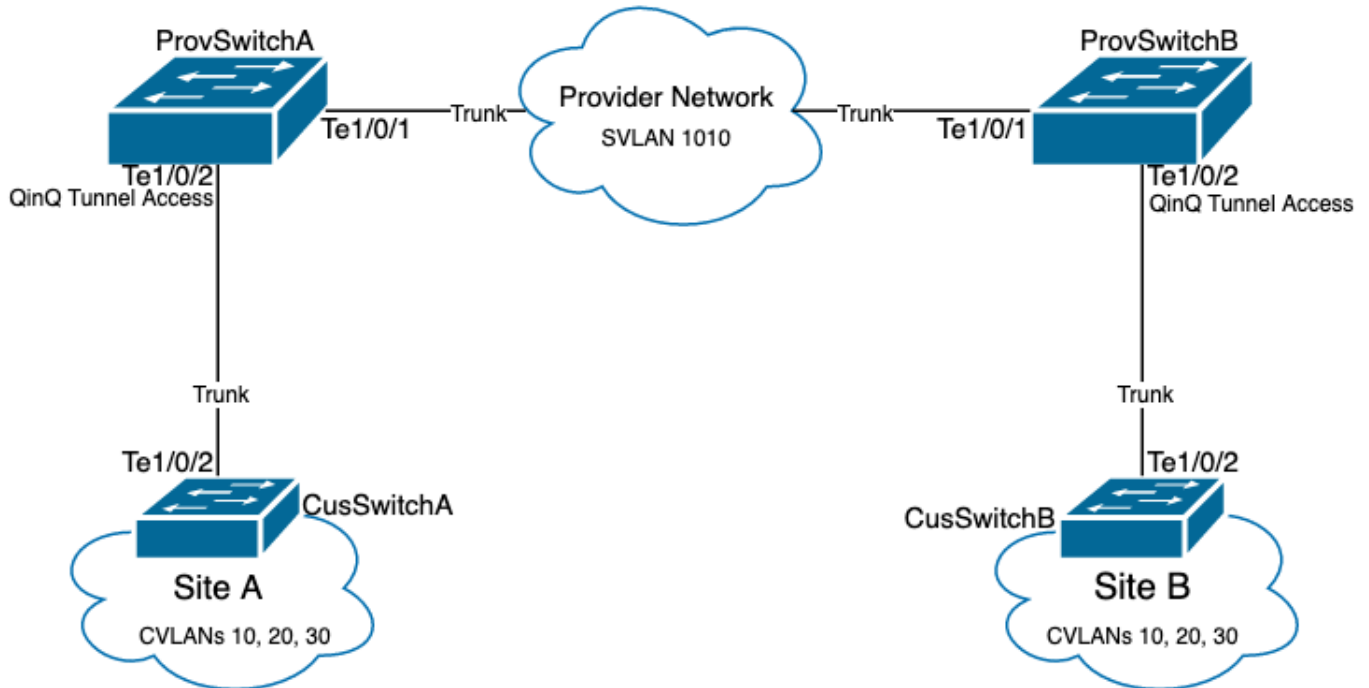 ProvSwitchA
ProvSwitchB
Provider Network
SVLAN 1010
Trunk
Trunk
Te1/0/1
Te1/0/1
Te1/0/2
QinQ Tunnel Access
Te1/0/2
QinQ Tunnel Access
Trunk
Trunk
Te1/0/2
Te1/0/2
CusSwitchA
CusSwitchB
Site A
CVLANs 10, 20, 30
Site B
CVLANs 10, 20, 30